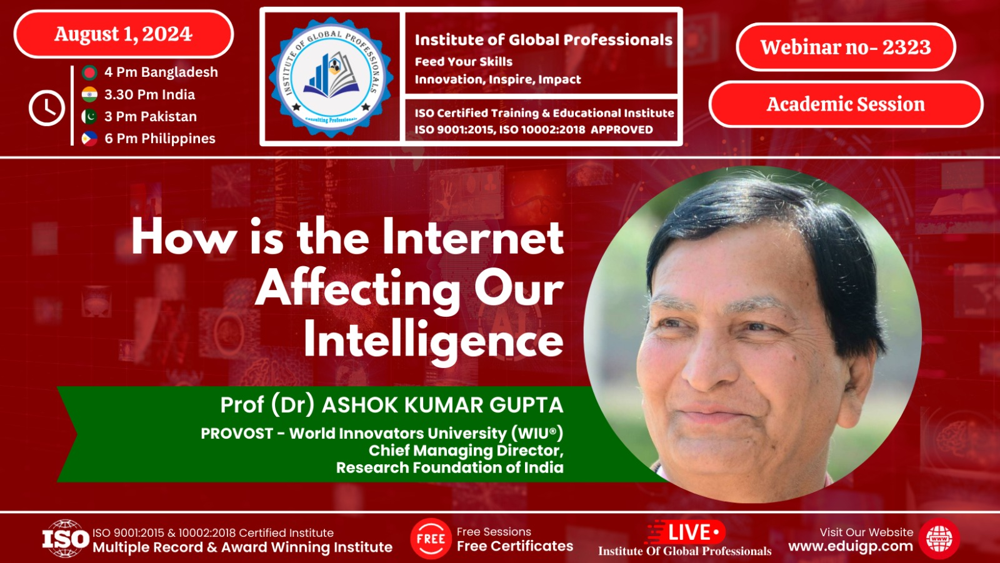 August 1, 2024
4 Pm Bangladesh
3.30 Pm India
3 Pm Pakistan
6 Pm Philippines
INSTITUTE OF GLOBAL PROFESSIONALS
Consulting Professionals
Institute of Global Professionals
Feed Your Skills
Innovation, Inspire, Impact
ISO Certified Training & Educational Institute
ISO 9001:2015, ISO 10002:2018 APPROVED
Webinar no- 2323
Academic Session
How is the Internet
Affecting Our
Intelligence
AI
Prof (Dr) ASHOK KUMAR GUPTA
PROVOST - World Innovators University (WIU®)
Chief Managing Director,
Research Foundation of India
ISO
ISO 9001:2015 & 10002:2018 Certified Institute
Multiple Record & Award Winning Institute
FREE
Free Sessions
Free Certificates
LIVE
Institute Of Global Professionals
Visit Our Website
www.eduigp.com
www